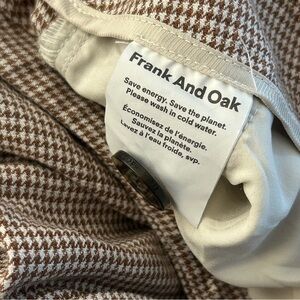 Frank And Oak
Save energy. Save the planet.
Please wash in cold water.
Économisez de l'énergie.
Sauvez la planète.
Lavez à l'eau froide, svp.